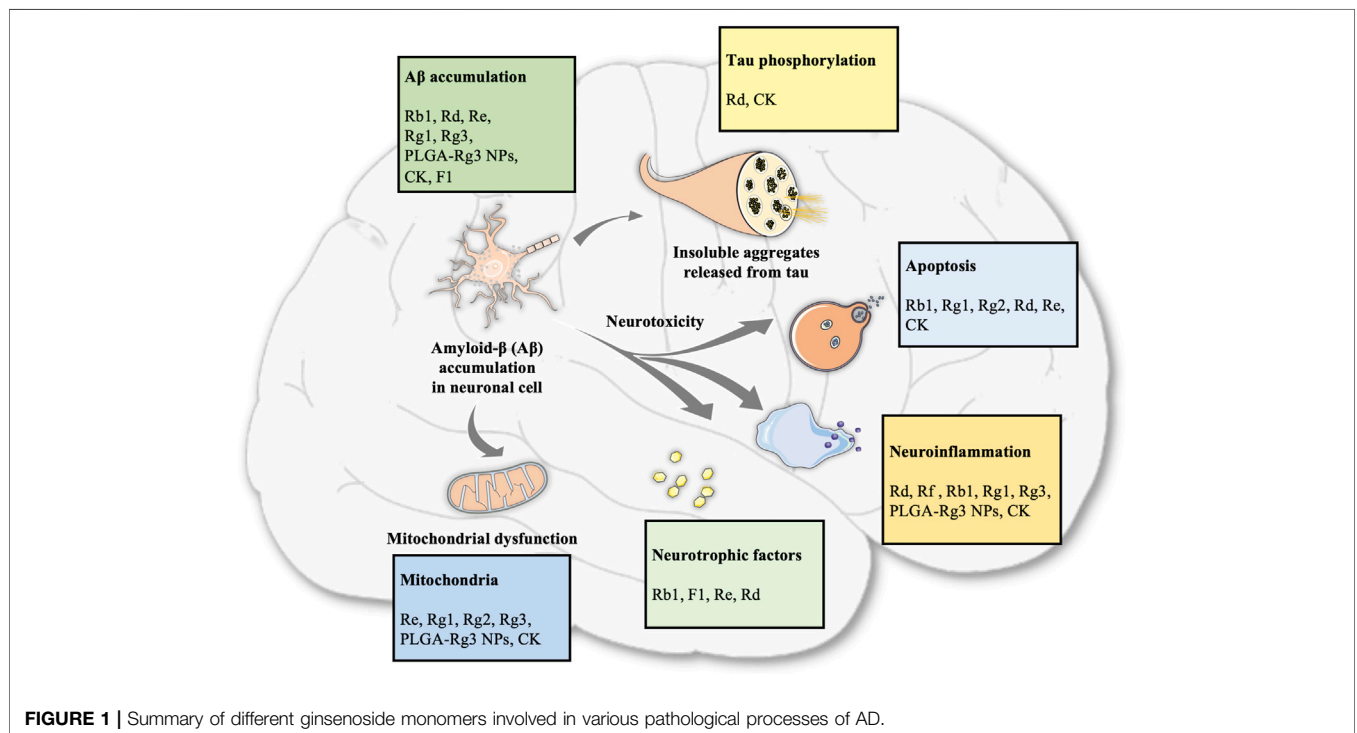 Aβ accumulation
Rb1, Rd, Re,
Rg1, Rg3,
PLGA-Rg3 NPs,
CK, F1
Tau phosphorylation
Rd, CK
Insoluble aggregates
released from tau
Apoptosis
Rb1, Rg1, Rg2, Rd, Re,
CK
Neurotoxicity
Amyloid-β (Aβ)
accumulation
in neuronal cell
Neuroinflammation
Rd, Rf , Rb1, Rg1, Rg3,
PLGA-Rg3 NPs, CK
Mitochondrial dysfunction
Mitochondria
Re, Rg1, Rg2, Rg3,
PLGA-Rg3 NPs, CK
Neurotrophic factors
Rb1, F1, Re, Rd
FIGURE 1 | Summary of different ginsenoside monomers involved in various pathological processes of AD.